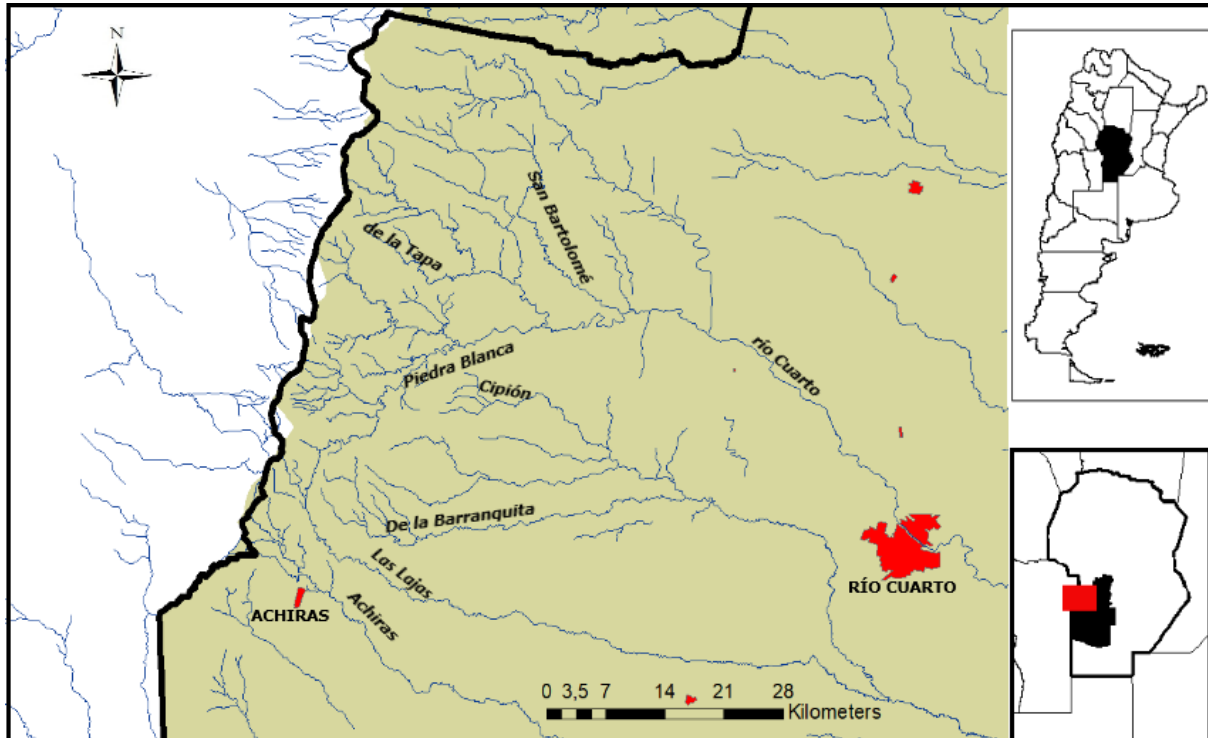 N
San Bartolomé
de la Tapa
río Cuarto
Piedra Blanca
Cipión
De la Barranquita
Las Lajas
RÍO CUARTO
Achiras
ACHIRAS
0 3,5 7 14 21 28
Kilometers